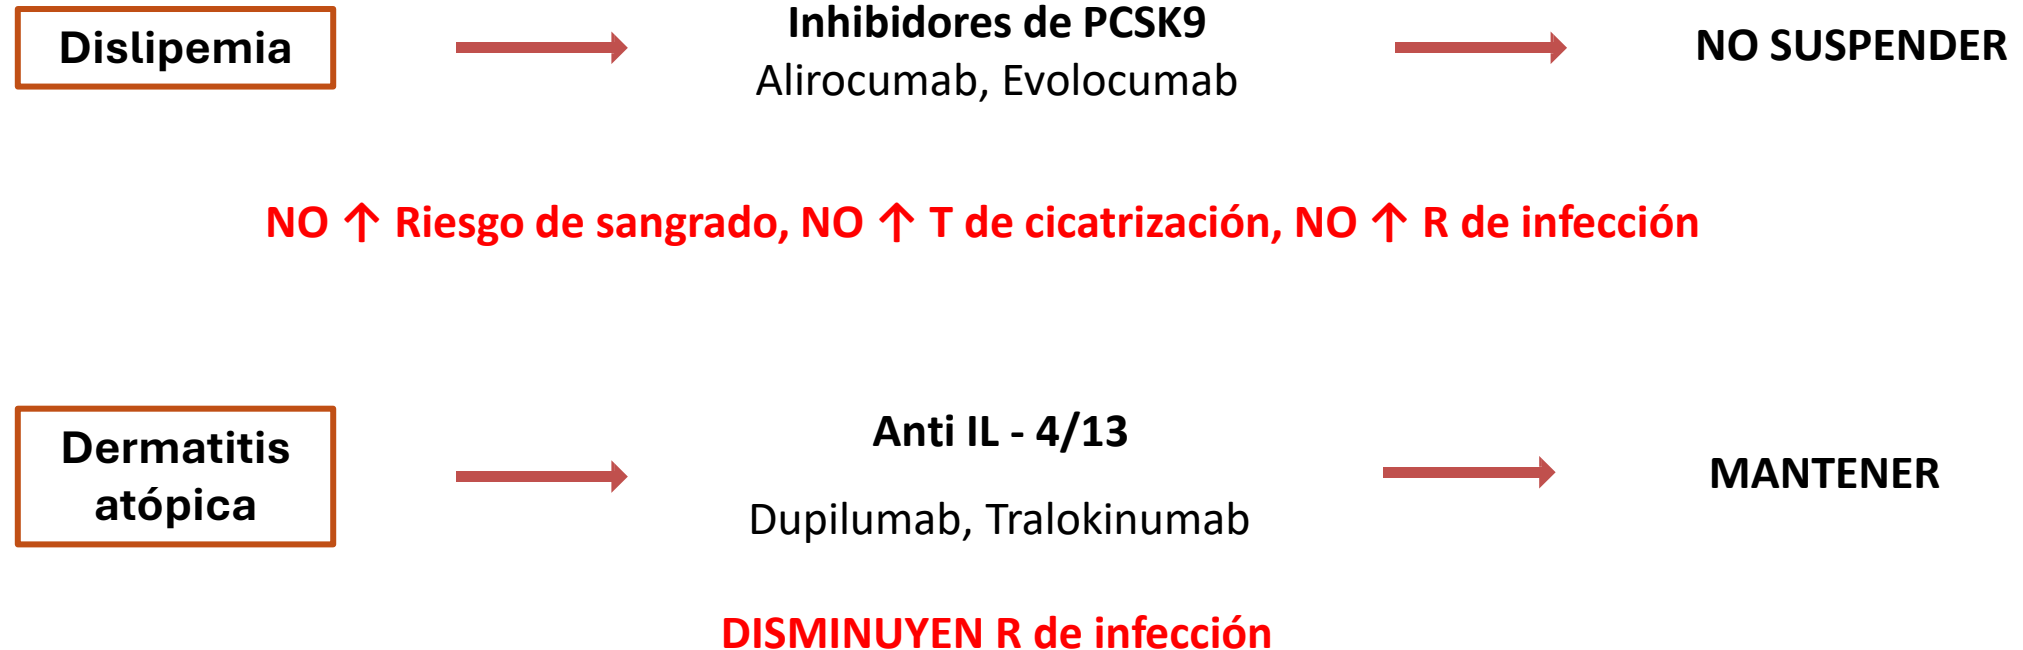 Dislipemia
Inhibidores de PCSK9
Alirocumab, Evolocumab
NO SUSPENDER
NO ↑ Riesgo de sangrado, NO ↑ T de cicatrización, NO ↑ R de infección
Dermatitis
atópica
Anti IL - 4/13
Dupilumab, Tralokinumab
MANTENER
DISMINUYEN R de infección